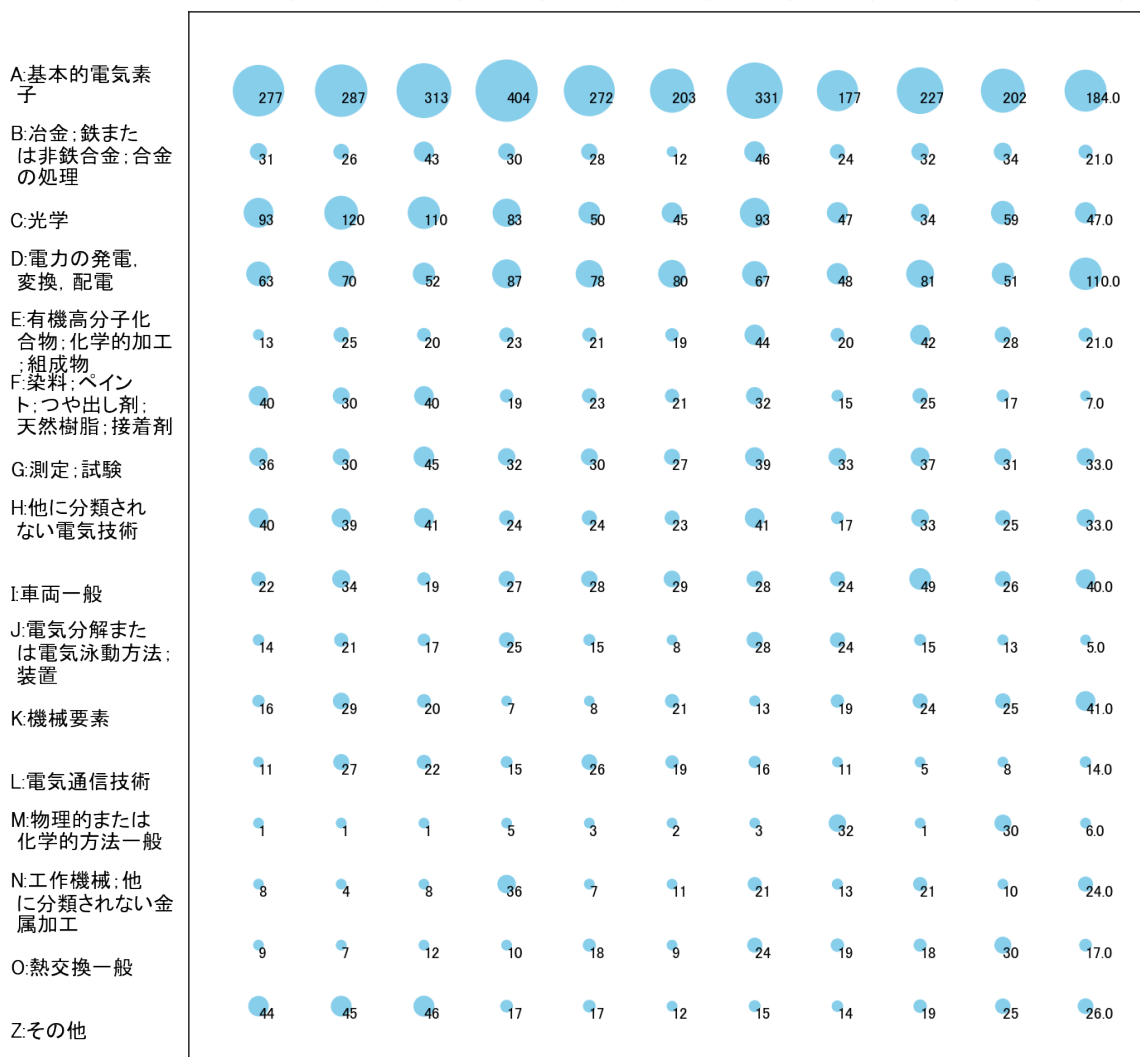 A:基本的電気素
子
277 287 313 404 272 203 331 177 227 202 184.0
B:冶金;鉄また
は非鉄合金;合金
の処理
31 26 43 30 28 12 46 24 32 34 21.0
C:光学
93 120 110 83 50 45 93 47 34 59 47.0
D:電力の発電,
変換,配電
63 70 52 87 78 80 67 48 81 51 110.0
E:有機高分子化
合物;化学的加工
;組成物
13 25 20 23 21 19 44 20 42 28 21.0
F:染料;ペイン
ト;つや出し剤;
天然樹脂;接着剤
40 30 40 19 23 21 32 15 25 17 7.0
G:測定;試験
36 30 45 32 30 27 39 33 37 31 33.0
H:他に分類され
ない電気技術
40 39 41 24 24 23 41 17 33 25 33.0
I:車両一般
22 34 19 27 28 29 28 24 49 26 40.0
J:電気分解また
は電気泳動方法;
装置
14 21 17 25 15 8 28 24 15 13 5.0
K:機械要素
16 29 20 7 8 21 13 19 24 25 41.0
L:電気通信技術
11 27 22 15 26 19 16 11 5 8 14.0
M:物理的または
化学的方法一般
1 1 1 5 3 2 3 32 1 30 6.0
N:工作機械;他
に分類されない金
属加工
8 4 8 36 7 11 21 13 21 10 24.0
O:熱交換一般
9 7 12 10 18 9 24 19 18 30 17.0
Z:その他
44 45 46 17 17 12 15 14 19 25 26.0